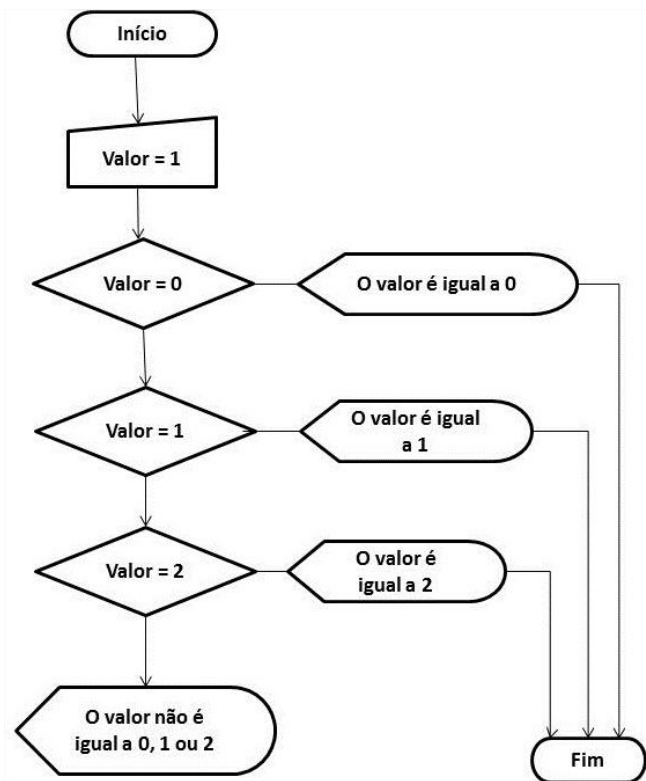 Início
Valor = 1
Valor = 0
O valor é igual a 0
Valor = 1
O valor é igual
a 1
Valor = 2
O valor é
igual a 2
O valor não é
igual a 0, 1 ou 2
Fim